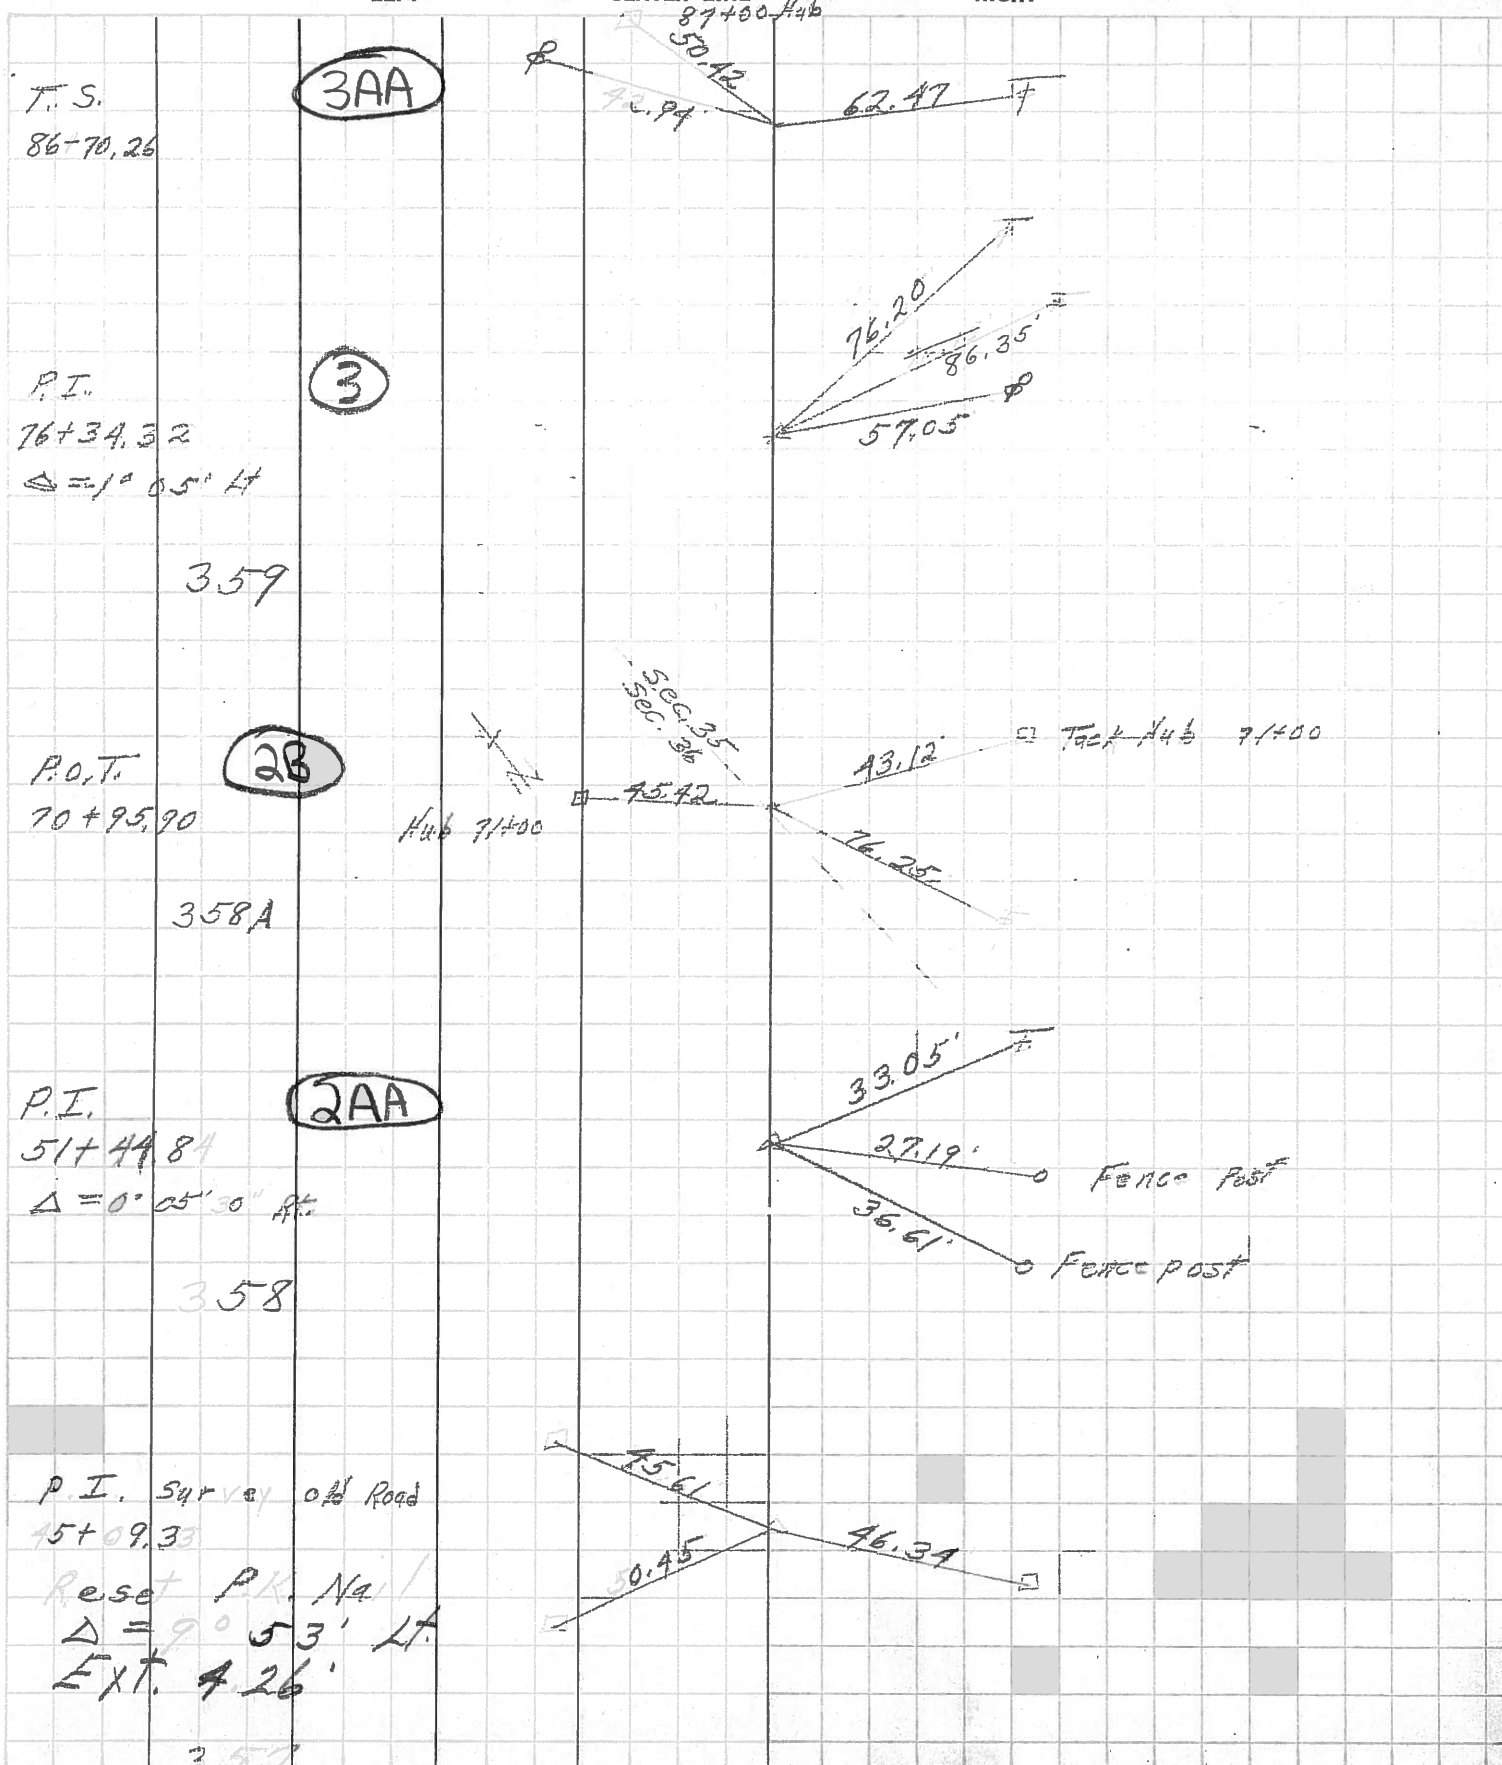 87+00 Hub
3AA
T.S.
86+70.26
50.42
42.94'
62.47
76.20
86.35'
57.05
3
P.I.
76+34.32
Δ=1°05' Lt
359
Sec. 35
Sec. 36
2B
P.O.T.
70+95.90
Hub 71+00
45.42
43.12'
Tack Hub 71+00
76.25
358A
2AA
P.I.
51+44.84
Δ=0°05'30" Rt.
33.05'
27.19'
Fence Post
36.61'
Fence post
358
45.61
P.I. Survey old Road
45+09.33
46.34
50.45
Reset P.K. Nail
Δ=9°53' Lt.
Ext. 4.26'
357